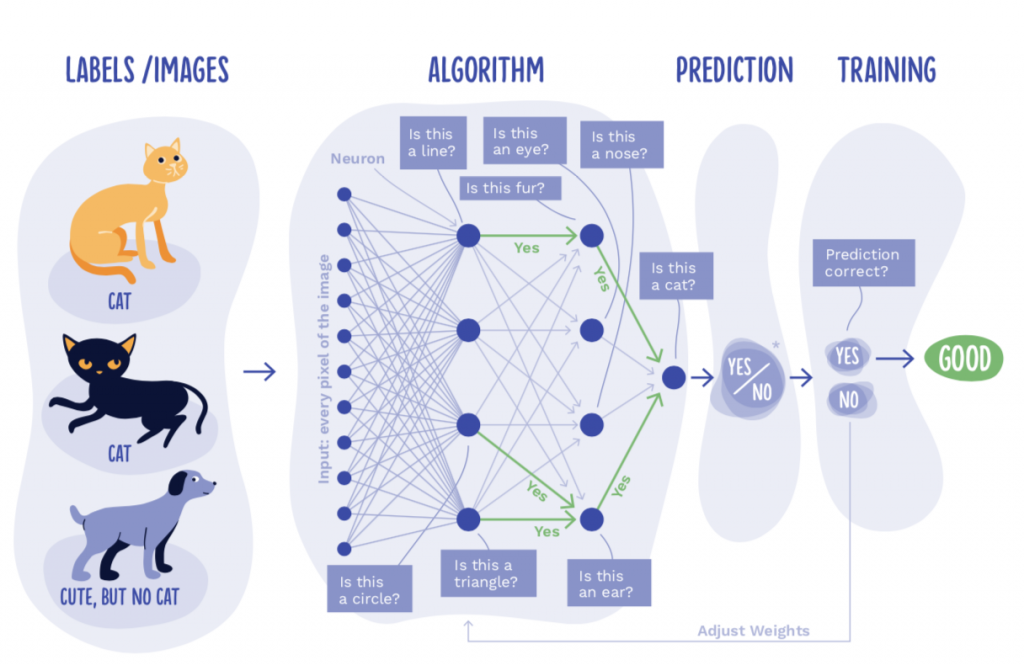 LABELS /IMAGES
ALGORITHM
PREDICTION
TRAINING
CAT
CAT
CUTE, BUT NO CAT
Neuron
Input: every pixel of the image
Is this
a line?
Is this
an eye?
Is this
a nose?
Is this fur?
Yes
Yes
Is this
a cat?
Yes
Yes
Yes
Is this
a circle?
Is this a
triangle?
Is this
an ear?
YES
/
NO
*
Prediction
correct?
YES
NO
GOOD
Adjust Weights